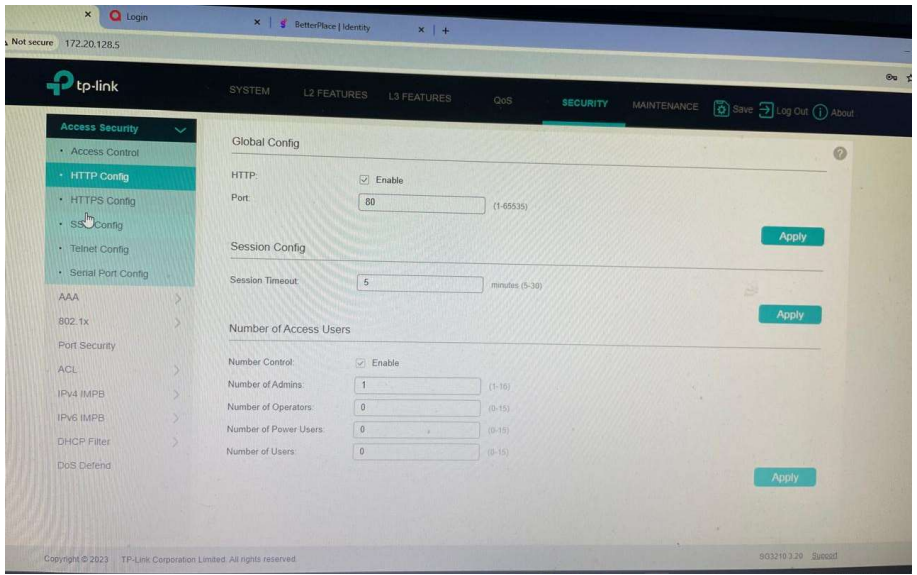 Login
BetterPlace | Identity
Not secure 172.20.128.5
tp-link
SYSTEM L2 FEATURES L3 FEATURES QoS SECURITY MAINTENANCE Save Log Out About
Access Security
Access Control
HTTP Config
HTTPS Config
Config
Telnet Config
Serial Port Config
AAA
802.1x
Port Security
ACL
IPv4 IMPB
IPv6 IMPB
DHCP Filter
DoS Defend
Global Config
HTTP: Enable
Port: 80 (1-65535)
Apply
Session Config
Session Timeout: 5 minutes (5-30)
Apply
Number of Access Users
Number Control: Enable
Number of Admins: 1 (1-16)
Number of Operators: 0 (0-15)
Number of Power Users: 0 (0-15)
Number of Users: 0 (0-15)
Apply
Copyright © 2023 TP-Link Corporation Limited. All rights reserved.
SG3210 3.20 Support